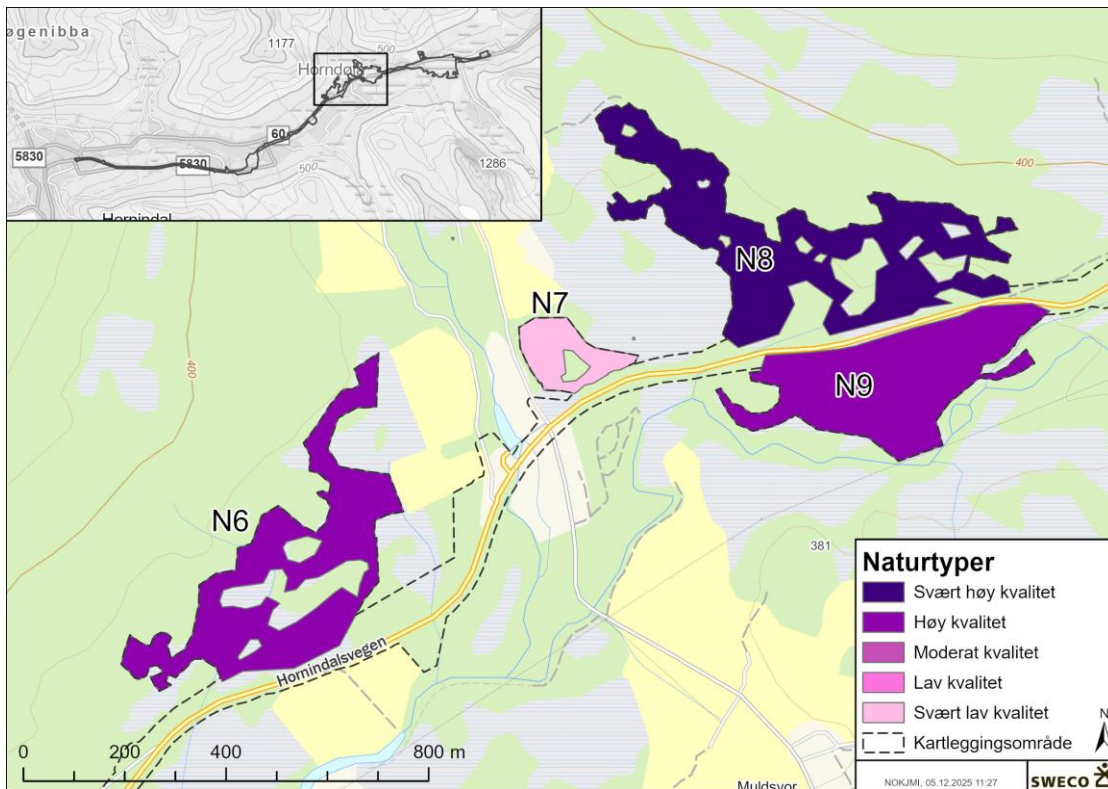 øgenibba
1177
500
Horndøl
60
5830
5830
500
1286
Hornindal
400
N8
N7
400
N9
N6
381
Hornindalsvegen
Muldsvor
0 200 400 800 m
Naturtyper
Svært høy kvalitet
Høy kvalitet
Moderat kvalitet
Lav kvalitet
Svært lav kvalitet
Kartleggingsområde
N
NOKJMI, 05.12.2025 11:27
SWECO